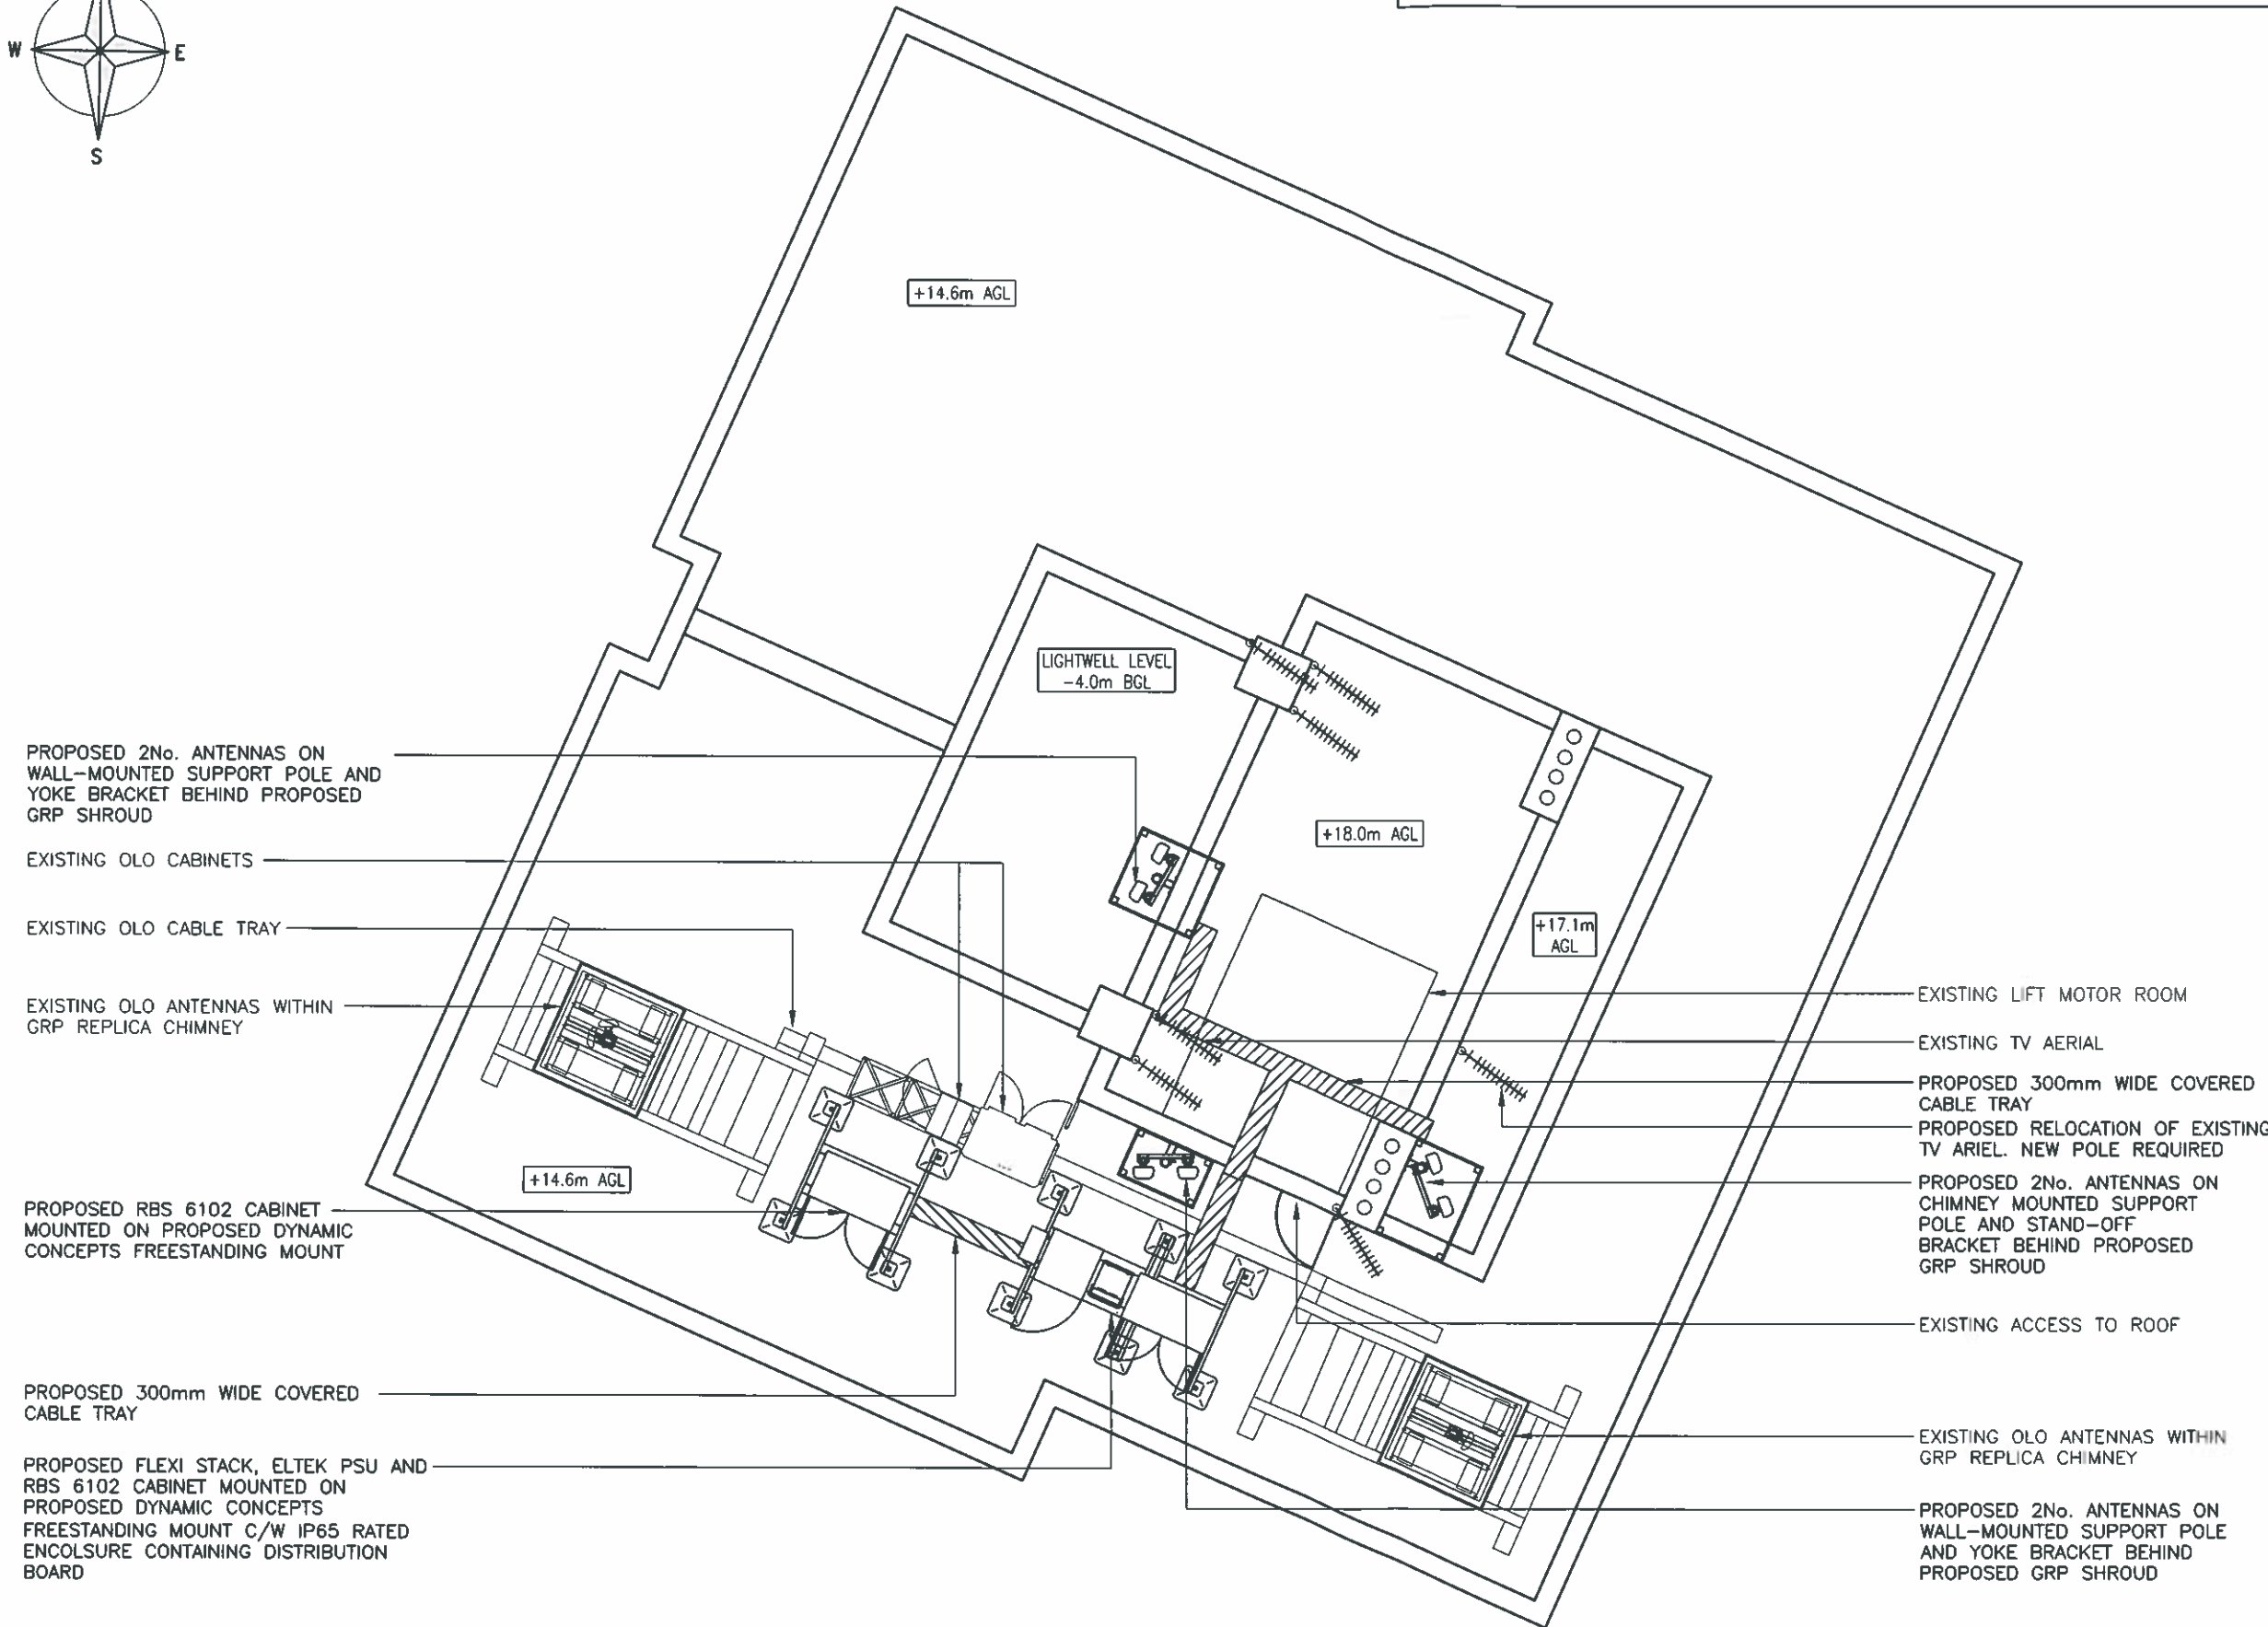 W
E
S
+14.6m AGL
LIGHTWELL LEVEL
-4.0m BGL
+18.0m AGL
+17.1m
AGL
+14.6m AGL
PROPOSED 2No. ANTENNAS ON
WALL-MOUNTED SUPPORT POLE AND
YOKE BRACKET BEHIND PROPOSED
GRP SHROUD
EXISTING OLO CABINETS
EXISTING OLO CABLE TRAY
EXISTING OLO ANTENNAS WITHIN
GRP REPLICA CHIMNEY
PROPOSED RBS 6102 CABINET
MOUNTED ON PROPOSED DYNAMIC
CONCEPTS FREESTANDING MOUNT
PROPOSED 300mm WIDE COVERED
CABLE TRAY
PROPOSED FLEXI STACK, ELTEK PSU AND
RBS 6102 CABINET MOUNTED ON
PROPOSED DYNAMIC CONCEPTS
FREESTANDING MOUNT C/W IP65 RATED
ENCOLSURE CONTAINING DISTRIBUTION
BOARD
EXISTING LIFT MOTOR ROOM
EXISTING TV AERIAL
PROPOSED 300mm WIDE COVERED
CABLE TRAY
PROPOSED RELOCATION OF EXISTING
TV ARIEL. NEW POLE REQUIRED
PROPOSED 2No. ANTENNAS ON
CHIMNEY MOUNTED SUPPORT
POLE AND STAND-OFF
BRACKET BEHIND PROPOSED
GRP SHROUD
EXISTING ACCESS TO ROOF
EXISTING OLO ANTENNAS WITHIN
GRP REPLICA CHIMNEY
PROPOSED 2No. ANTENNAS ON
WALL-MOUNTED SUPPORT POLE
AND YOKE BRACKET BEHIND
PROPOSED GRP SHROUD